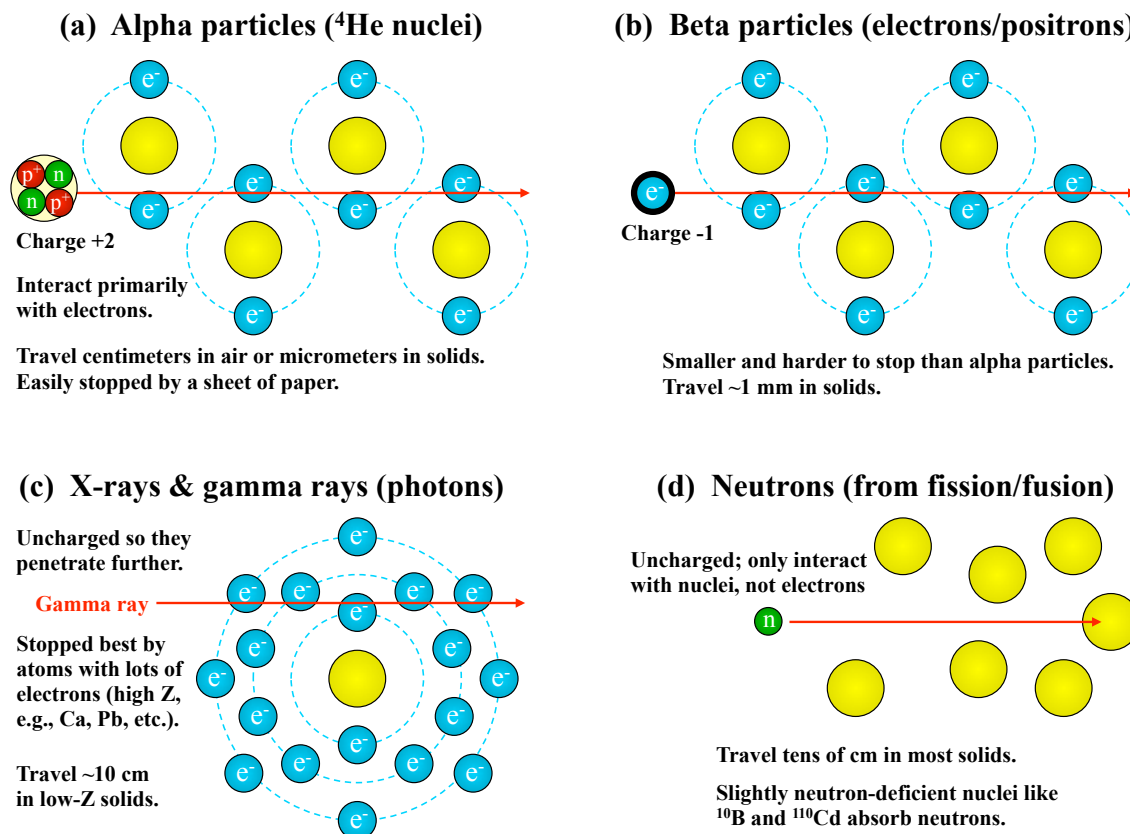 (a) Alpha particles (⁴He nuclei)
e⁻
e⁻
p⁺ n
n p⁺
e⁻
e⁻
e⁻
e⁻
Charge +2
Interact primarily
with electrons.
e⁻
e⁻
Travel centimeters in air or micrometers in solids.
Easily stopped by a sheet of paper.
(b) Beta particles (electrons/positrons)
e⁻
e⁻
e⁻
e⁻
e⁻
e⁻
e⁻
Charge -1
e⁻
e⁻
Smaller and harder to stop than alpha particles.
Travel ~1 mm in solids.
(c) X-rays & gamma rays (photons)
Uncharged so they
penetrate further.
e⁻
e⁻ e⁻ e⁻ e⁻
Gamma ray
e⁻
Stopped best by
atoms with lots of
electrons (high Z,
e.g., Ca, Pb, etc.).
e⁻ e⁻
e⁻ e⁻
e⁻ e⁻
e⁻
Travel ~10 cm
in low-Z solids.
e⁻ e⁻ e⁻ e⁻
e⁻
(d) Neutrons (from fission/fusion)
Uncharged; only interact
with nuclei, not electrons
n
Travel tens of cm in most solids.
Slightly neutron-deficient nuclei like
¹⁰B and ¹¹⁰Cd absorb neutrons.